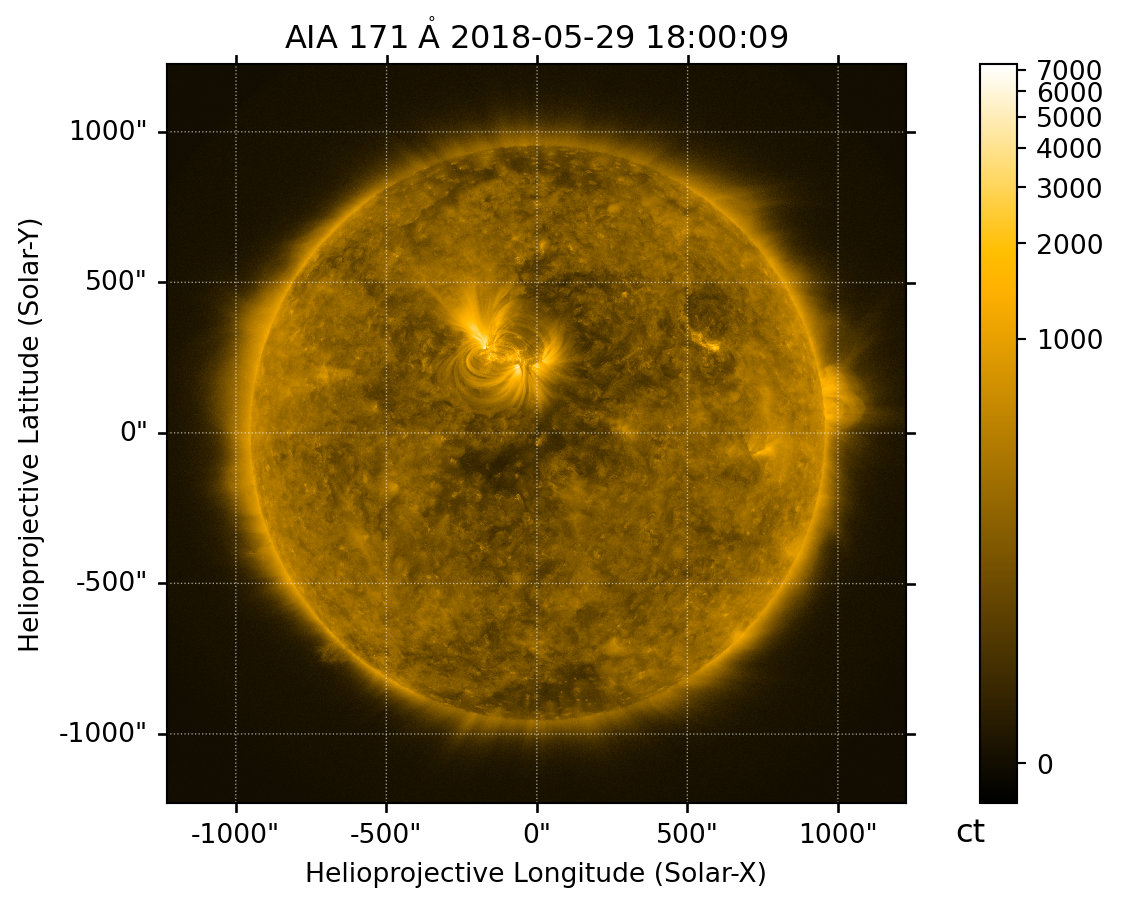 AIA 171 Å 2018-05-29 18:00:09
7000
6000
5000
4000
3000
2000
1000
0
ct
1000"
500"
0"
-500"
-1000"
Helioprojective Latitude (Solar-Y)
-1000" -500" 0" 500" 1000"
Helioprojective Longitude (Solar-X)